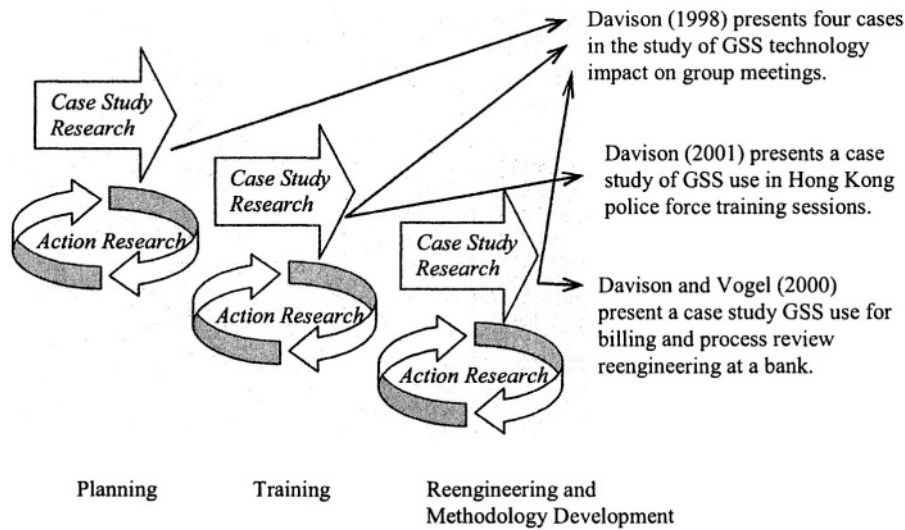 Davison (1998) presents four cases
in the study of GSS technology
impact on group meetings.
Case Study
Research
Action Research
Case Study
Research
Action Research
Case Study
Research
Action Research
Davison (2001) presents a case
study of GSS use in Hong Kong
police force training sessions.
Davison and Vogel (2000)
present a case study GSS use for
billing and process review
reengineering at a bank.
Planning
Training
Reengineering and
Methodology Development